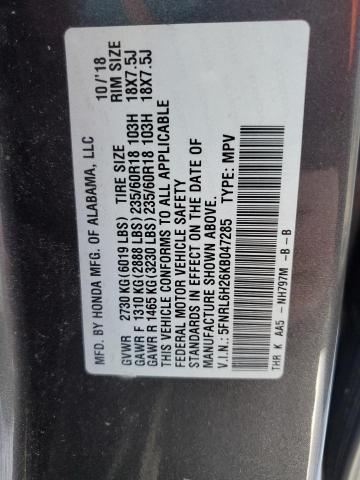 MFD. BY HONDA MFG. OF ALABAMA, LLC 10/'18
TIRE SIZE RIM SIZE
GVWR 2730 KG(6019 LBS)
GAWR F 1310 KG(2888 LBS) 235/60R18 103H 18X7.5J
GAWR R 1465 KG(3230 LBS) 235/60R18 103H 18X7.5J
THIS VEHICLE CONFORMS TO ALL APPLICABLE
FEDERAL MOTOR VEHICLE SAFETY
STANDARDS IN EFFECT ON THE DATE OF
MANUFACTURE SHOWN ABOVE.
V.I.N.: 5FNRL6H26KB047285 TYPE: MPV
THR K AA5 - NH797M -B -B